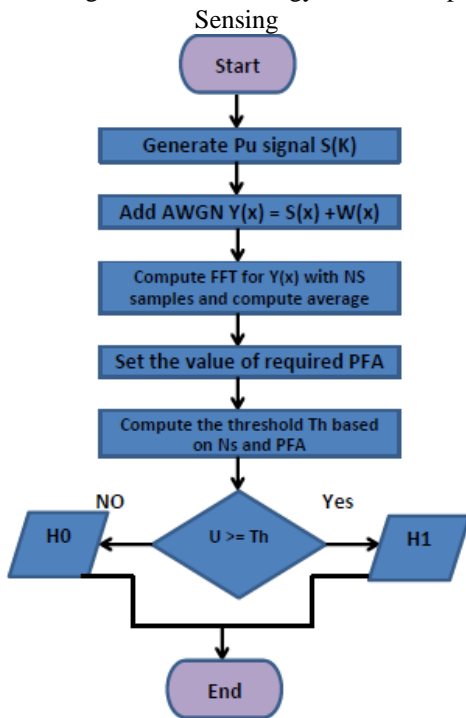 Sensing
Start
Generate Pu signal S(K)
Add AWGN Y(x) = S(x) +W(x)
Compute FFT for Y(x) with NS
samples and compute average
Set the value of required PFA
Compute the threshold Th based
on Ns and PFA
NO
Yes
H0
U >= Th
H1
End